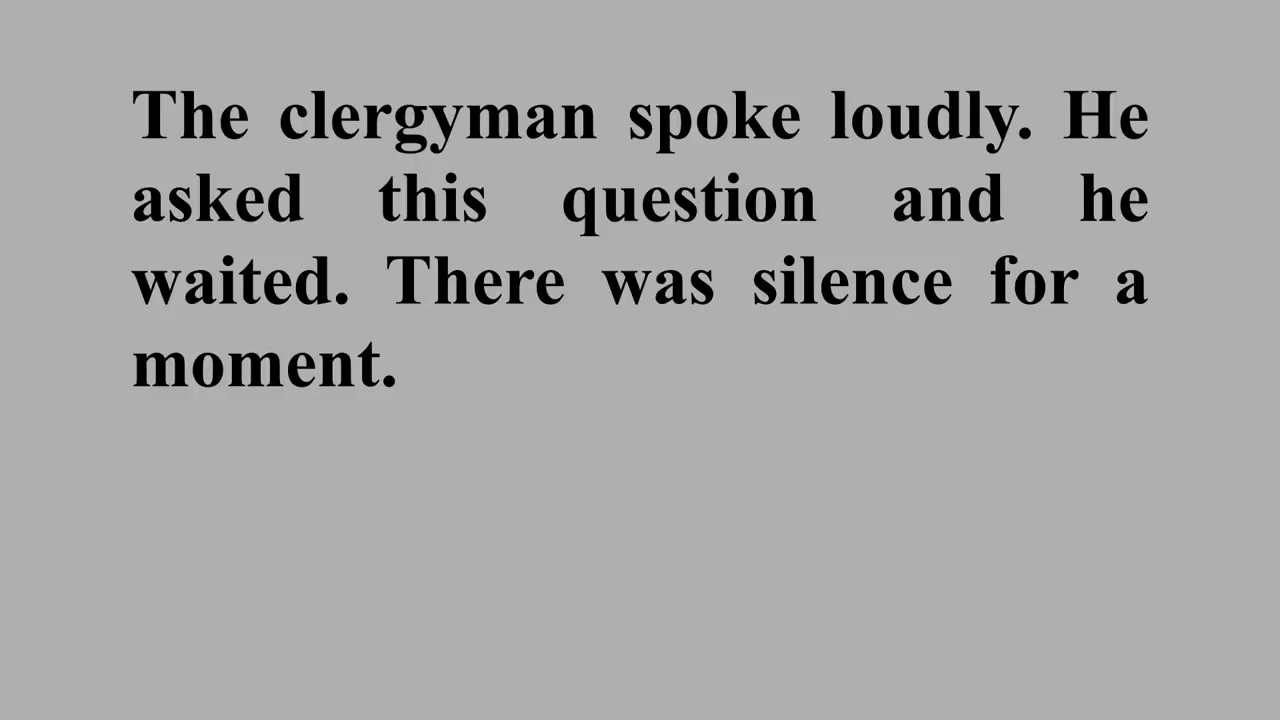 The clergyman spoke loudly. He
asked this question and he
waited. There was silence for a
moment.